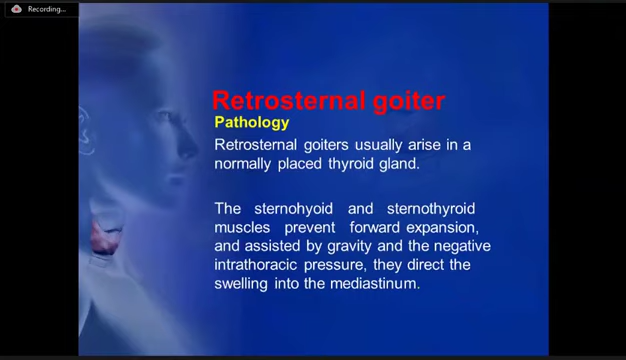 Recording...
Retrosternal goiter
Pathology
Retrosternal goiters usually arise in a
normally placed thyroid gland.
The sternohyoid and sternothyroid
muscles prevent forward expansion,
and assisted by gravity and the negative
intrathoracic pressure, they direct the
swelling into the mediastinum.